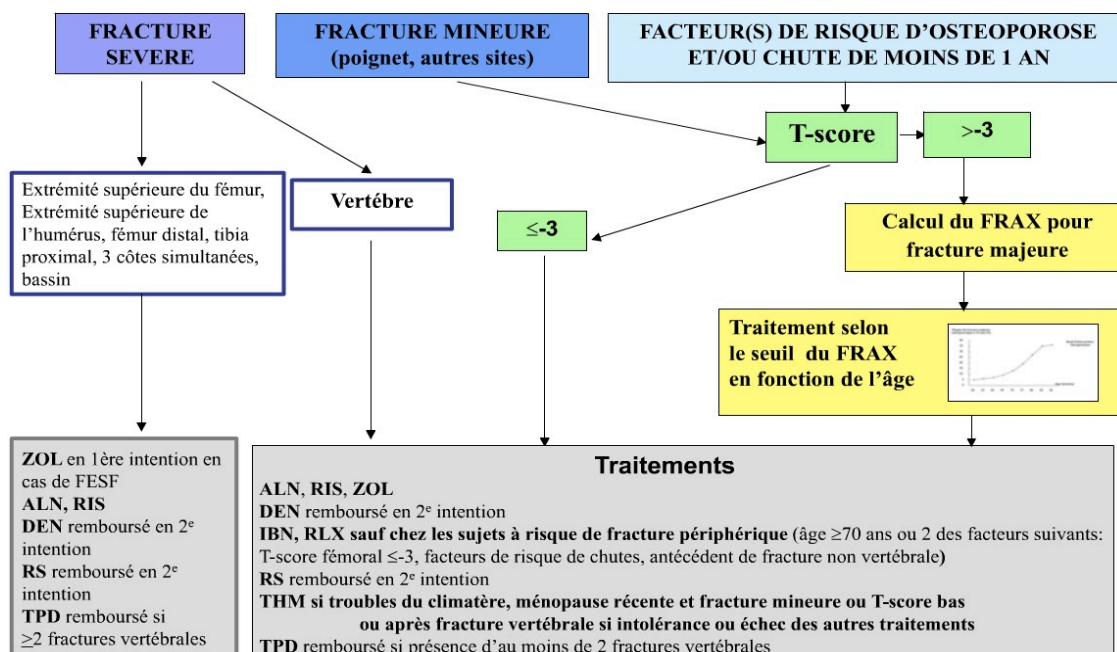 FRACTURE
SEVERE
FRACTURE MINEURE
(poignet, autres sites)
FACTEUR(S) DE RISQUE D’OSTEOPOROSE
ET/OU CHUTE DE MOINS DE 1 AN
T-score
>-3
Extrémité supérieure du fémur,
Extrémité supérieure de
l’humérus, fémur distal, tibia
proximal, 3 côtes simultanées,
bassin
Vertébre
≤-3
Calcul du FRAX pour
fracture majeure
Traitement selon
le seuil du FRAX
en fonction de l’âge
ZOL en 1ère intention en
cas de FESF
ALN, RIS
DEN remboursé en 2e
intention
RS remboursé en 2e
intention
TPD remboursé si
≥2 fractures vertébrales
Traitements
ALN, RIS, ZOL
DEN remboursé en 2e intention
IBN, RLX sauf chez les sujets à risque de fracture périphérique (âge ≥70 ans ou 2 des facteurs suivants:
T-score fémoral ≤-3, facteurs de risque de chutes, antécédent de fracture non vertébrale)
RS remboursé en 2e intention
THM si troubles du climatère, ménopause récente et fracture mineure ou T-score bas
ou après fracture vertébrale si intolérance ou échec des autres traitements
TPD remboursé si présence d’au moins de 2 fractures vertébrales